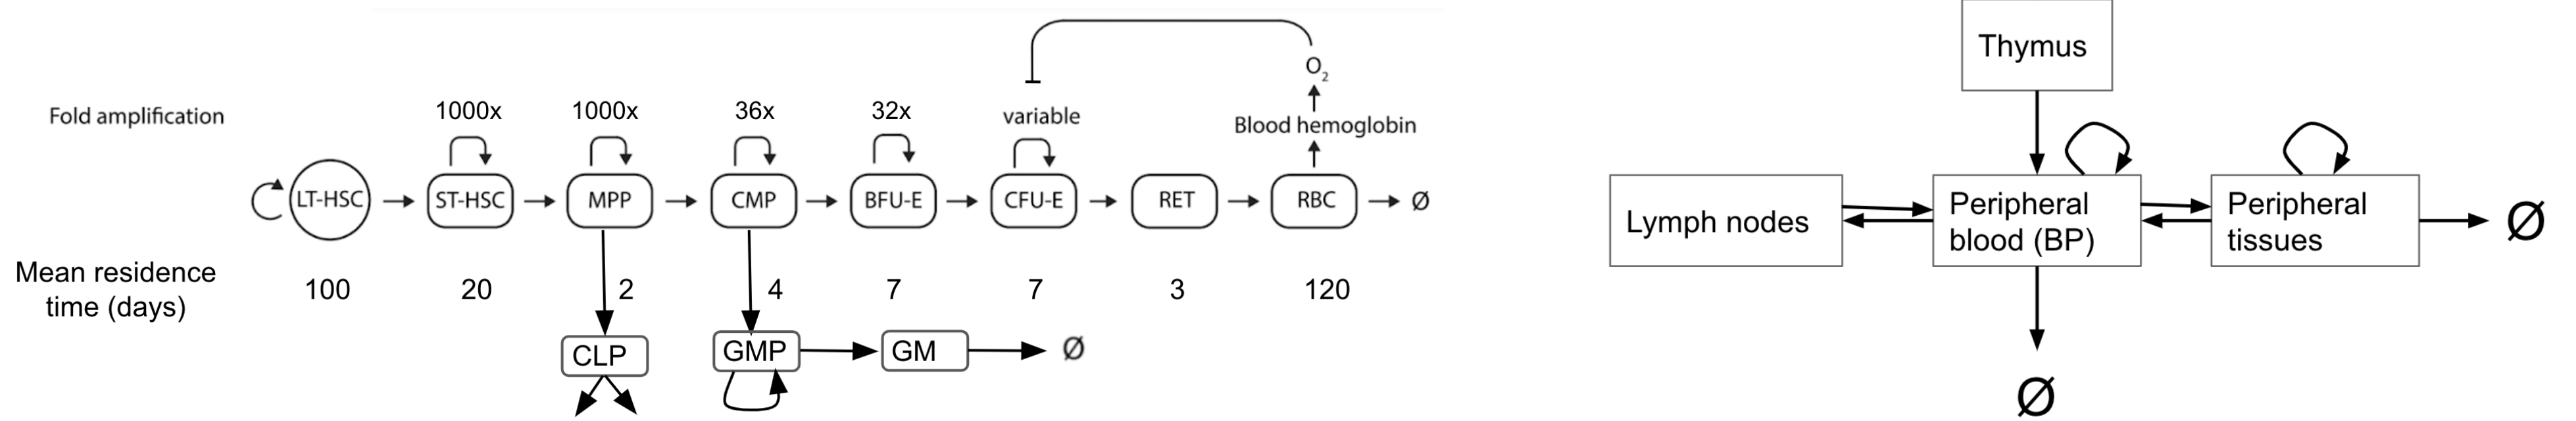 Fold amplification
1000x 1000x 36x 32x variable
O2
Blood hemoglobin
LT-HSC ST-HSC MPP CMP BFU-E CFU-E RET RBC Ø
Mean residence
time (days)
100 20 2 4 7 7 3 120
CLP GMP GM Ø
Thymus
Lymph nodes
Peripheral
blood (BP)
Peripheral
tissues
Ø
Ø